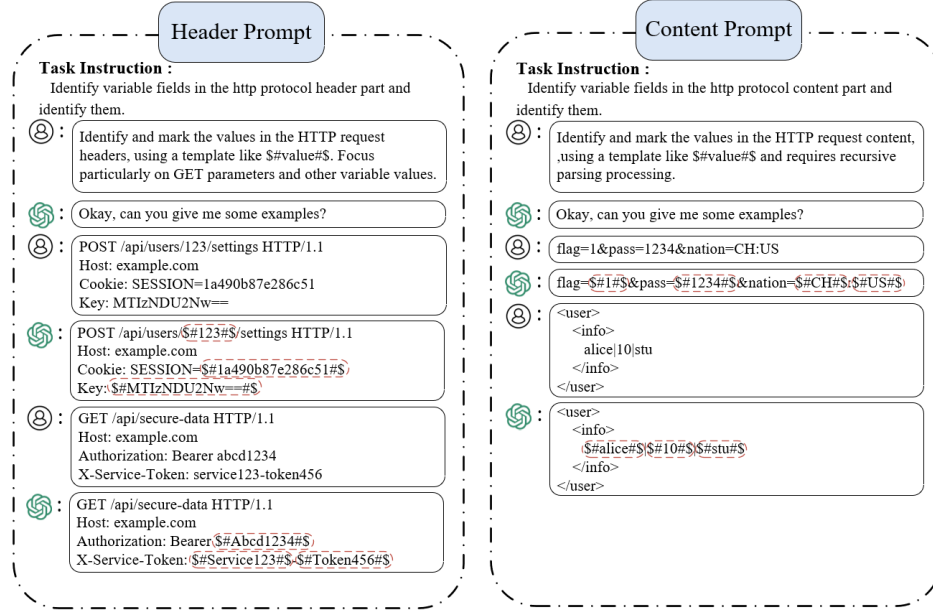 Header Prompt
Task Instruction :
Identify variable fields in the http protocol header part and
identify them.
:
Identify and mark the values in the HTTP request
headers, using a template like $#value#$. Focus
particularly on GET parameters and other variable values.
:
Okay, can you give me some examples?
:
POST /api/users/123/settings HTTP/1.1
Host: example.com
Cookie: SESSION=1a490b87e286c51
Key: MTIzNDU2Nw==
:
POST /api/users/$#123#$/settings HTTP/1.1
Host: example.com
Cookie: SESSION=$#1a490b87e286c51#$
Key: $#MTIzNDU2Nw==#$
:
GET /api/secure-data HTTP/1.1
Host: example.com
Authorization: Bearer abcd1234
X-Service-Token: service123-token456
:
GET /api/secure-data HTTP/1.1
Host: example.com
Authorization: Bearer $#Abcd1234#$
X-Service-Token: $#Service123#$-$#Token456#$
Content Prompt
Task Instruction :
Identify variable fields in the http protocol content part and
identify them.
:
Identify and mark the values in the HTTP request content,
,using a template like $#value#$ and requires recursive
parsing processing.
:
Okay, can you give me some examples?
:
flag=1&pass=1234&nation=CH:US
:
flag=$#1#$&pass=$#1234#$&nation=$#CH#$:$#US#$
:
<user>
<info>
alice|10|stu
</info>
</user>
:
<user>
<info>
$#alice#$|$#10#$|$#stu#$
</info>
</user>